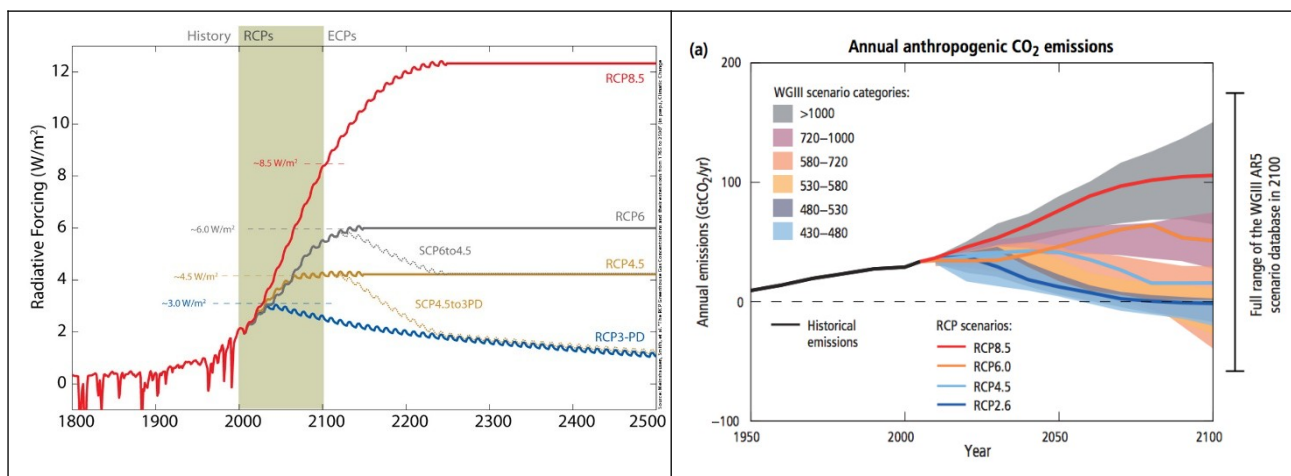 History
RCPs
ECPs
12
10
8
6
4
2
0
Radiative Forcing (W/m²)
RCP8.5
~8.5 W/m²
~6.0 W/m²
RCP6
SCP6to4.5
~4.5 W/m²
RCP4.5
~3.0 W/m²
SCP4.5to3PD
RCP3-PD
1800
1900
2000
2100
2200
2300
2400
2500
(a)
Annual anthropogenic CO₂ emissions
200
100
0
−100
Annual emissions (GtCO₂/yr)
WGIII scenario categories:
>1000
720–1000
580–720
530–580
480–530
430–480
Historical
emissions
RCP scenarios:
RCP8.5
RCP6.0
RCP4.5
RCP2.6
1950
2000
2050
2100
Year
Full range of the WGIII AR5
scenario database in 2100